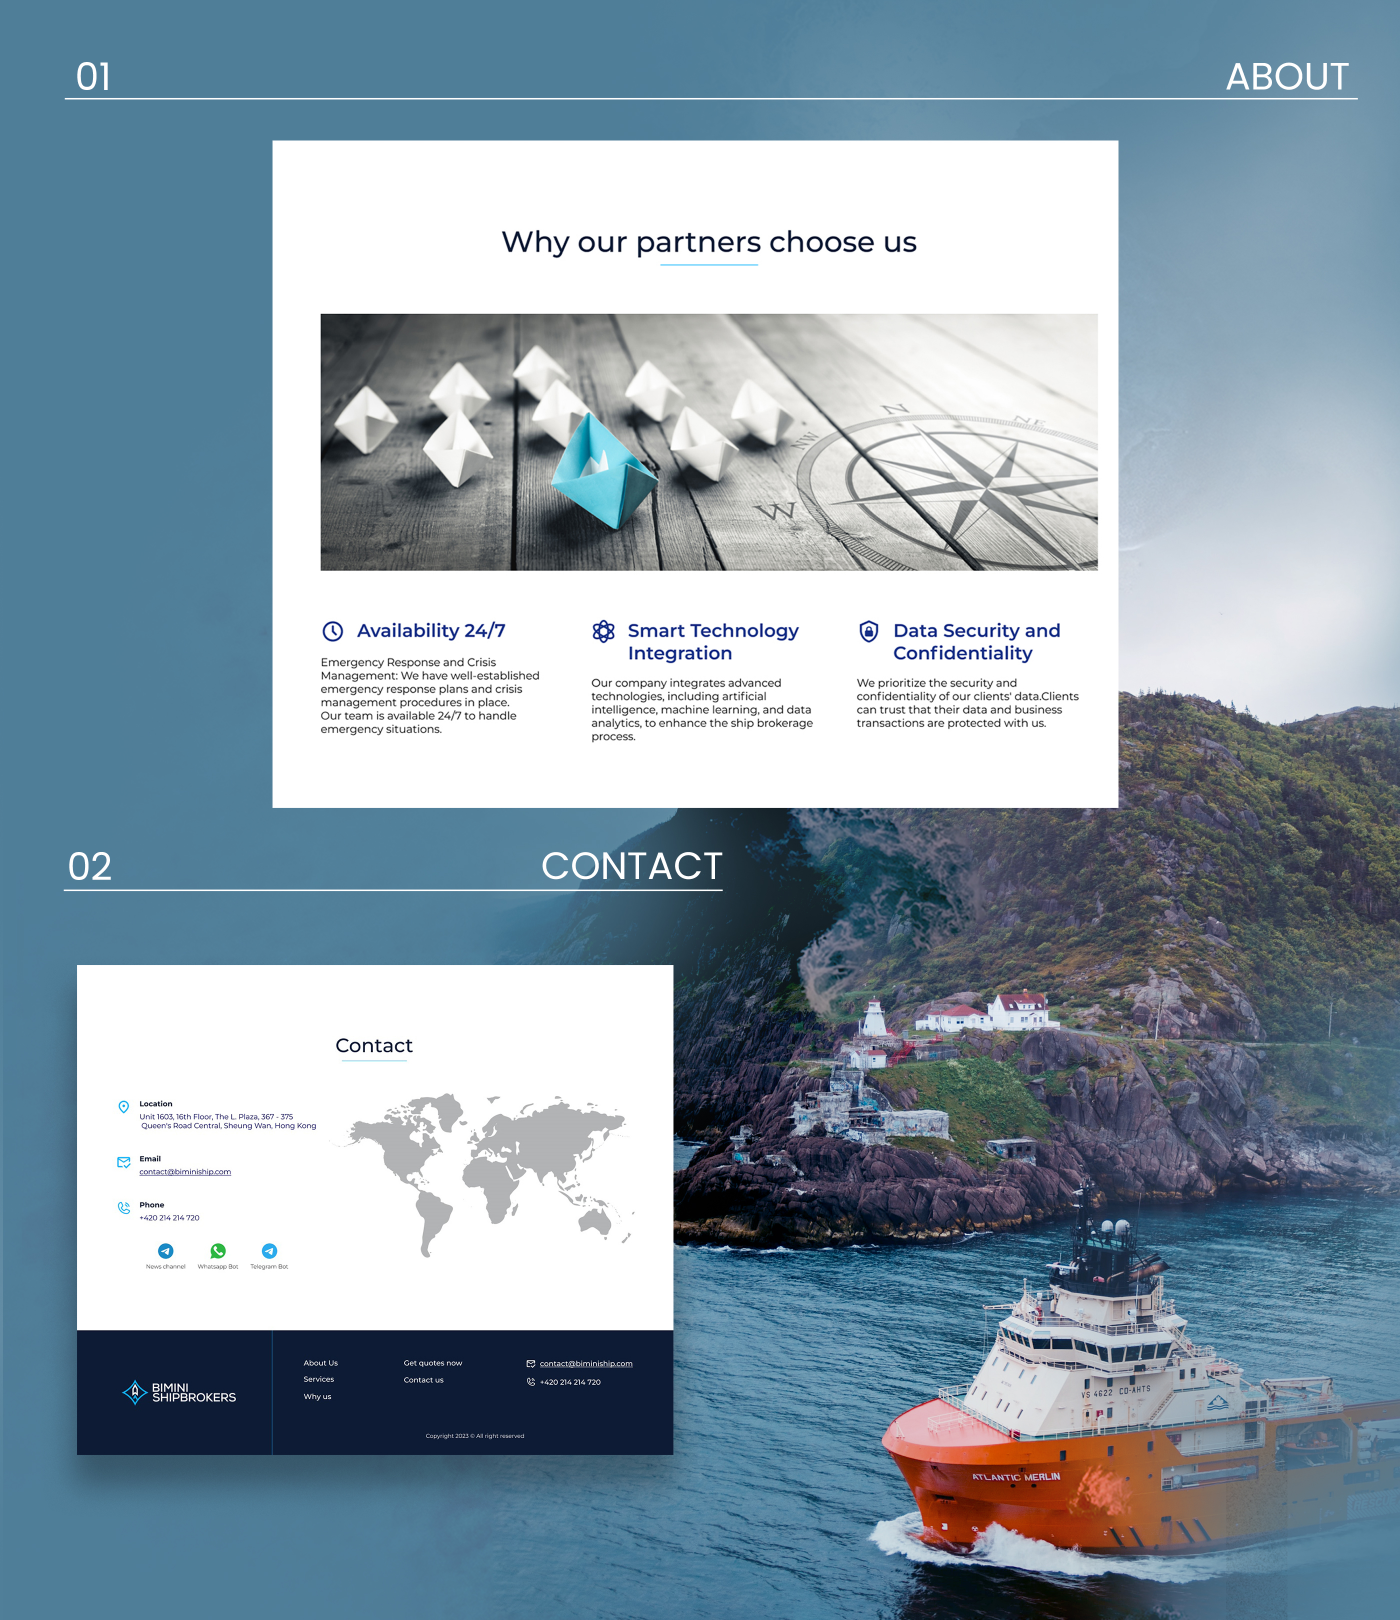 01
ABOUT
Why our partners choose us
N
NE
NW
W
Availability 24/7
Emergency Response and Crisis
Management: We have well-established
emergency response plans and crisis
management procedures in place.
Our team is available 24/7 to handle
emergency situations.
Smart Technology
Integration
Our company integrates advanced
technologies, including artificial
intelligence, machine learning, and data
analytics, to enhance the ship brokerage
process.
Data Security and
Confidentiality
We prioritize the security and
confidentiality of our clients' data.Clients
can trust that their data and business
transactions are protected with us.
02
CONTACT
Contact
Location
Unit 1603, 16th Floor, The L. Plaza, 367 - 375
Queen's Road Central, Sheung Wan, Hong Kong
Email
contact@biminiship.com
Phone
+420 214 214 720
News channel
Whatsapp Bot
Telegram Bot
BIMINI
SHIPBROKERS
About Us
Services
Why us
Get quotes now
Contact us
contact@biminiship.com
+420 214 214 720
Copyright 2023 © All right reserved
VS 4622 CD-AHTS
ATLANTIC MERLIN